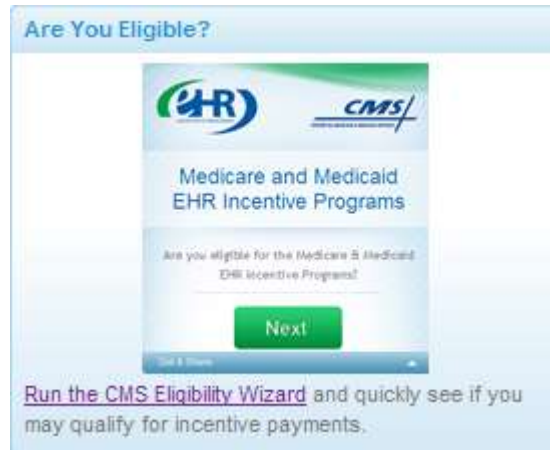 Are You Eligible?
eHR
CMS
Medicare and Medicaid
EHR Incentive Programs
Are you eligible for the Medicare & Medicaid
EHR Incentive Programs?
Next
Run the CMS Eligibility Wizard and quickly see if you
may qualify for incentive payments.